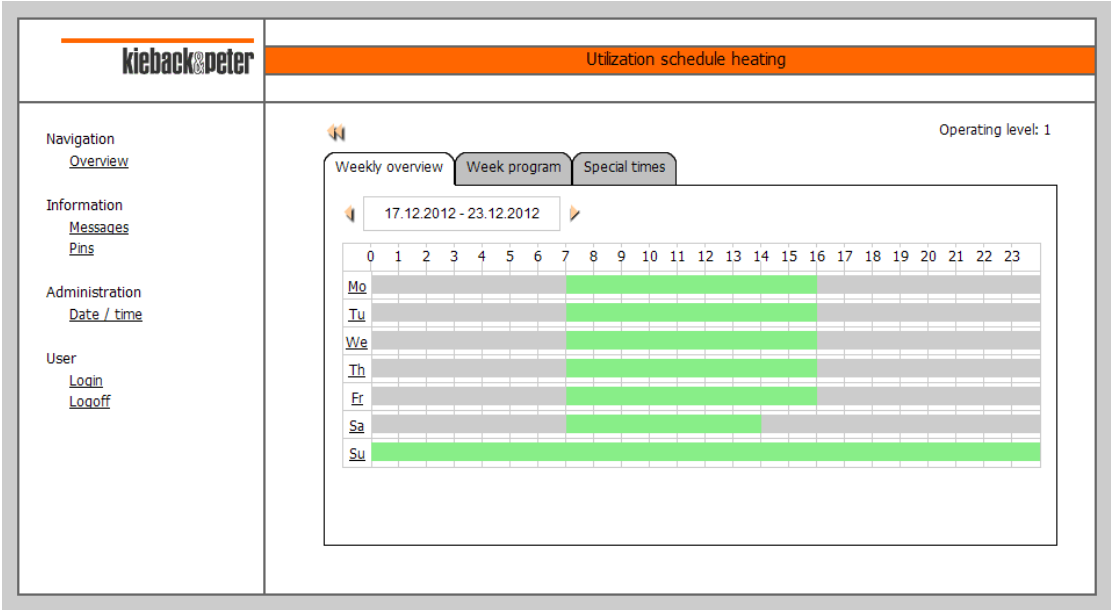 kieback&peter
Utilization schedule heating
Operating level: 1
Navigation
Overview
Information
Messages
Pins
Administration
Date / time
User
Login
Logoff
Weekly overview Week program Special times
17.12.2012 - 23.12.2012
0 1 2 3 4 5 6 7 8 9 10 11 12 13 14 15 16 17 18 19 20 21 22 23
Mo
Tu
We
Th
Fr
Sa
Su